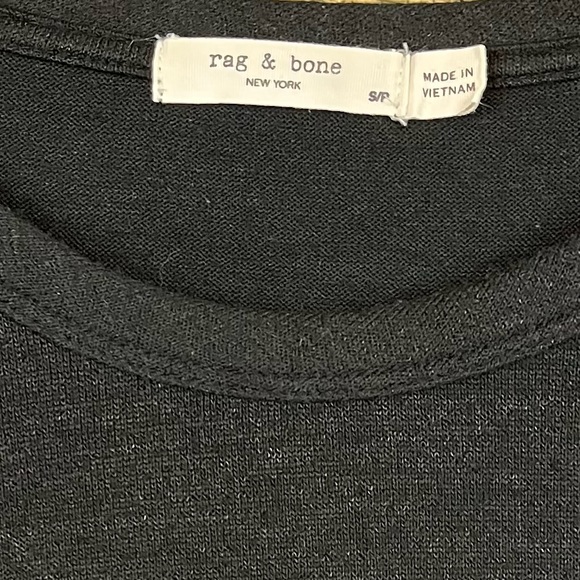 rag & bone
NEW YORK
S/P
MADE IN
VIETNAM